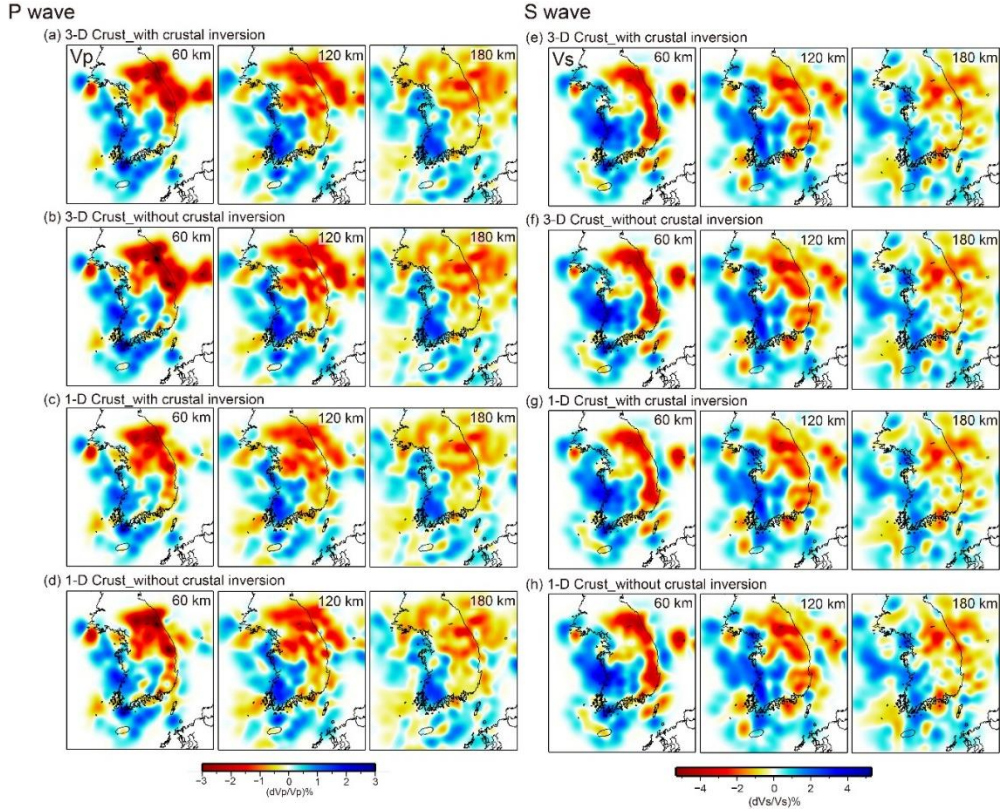 P wave
(a) 3-D Crust_with crustal inversion
Vp
60 km
120 km
180 km
(b) 3-D Crust_without crustal inversion
60 km
120 km
180 km
(c) 1-D Crust_with crustal inversion
60 km
120 km
180 km
(d) 1-D Crust_without crustal inversion
60 km
120 km
180 km
−3 −2 −1 0 1 2 3
(dVp/Vp)%
S wave
(e) 3-D Crust_with crustal inversion
Vs
60 km
120 km
180 km
(f) 3-D Crust_without crustal inversion
60 km
120 km
180 km
(g) 1-D Crust_with crustal inversion
60 km
120 km
180 km
(h) 1-D Crust_without crustal inversion
60 km
120 km
180 km
−4 −2 0 2 4
(dVs/Vs)%